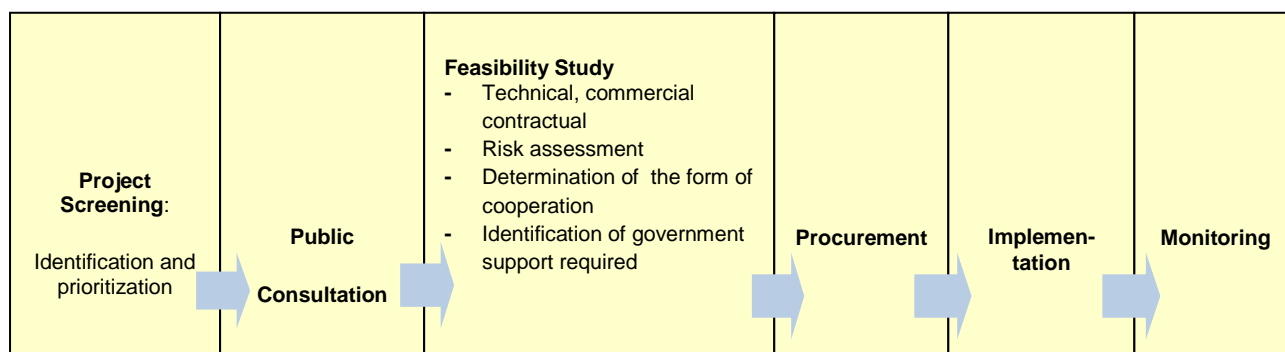 Project
Screening:
Identification and
prioritization
Public
Consultation
Feasibility Study
- Technical, commercial
contractual
- Risk assessment
- Determination of the form of
cooperation
- Identification of government
support required
Procurement
Implemen-
tation
Monitoring